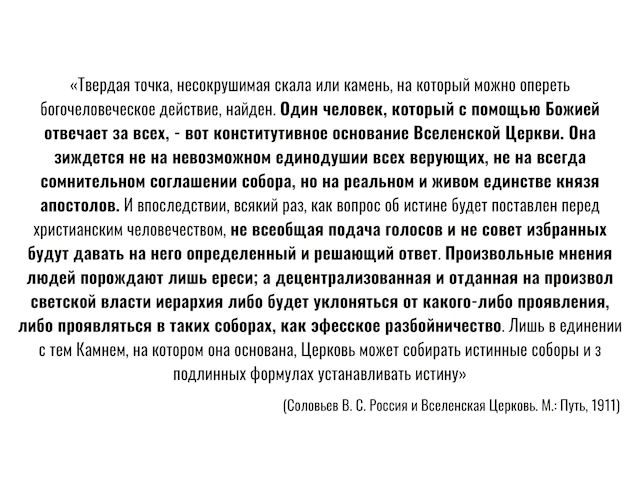 «Твердая точка, несокрушимая скала или камень, на который можно опереть
богочеловеческое действие, найден. Один человек, который с помощью Божией
отвечает за всех, - вот конститутивное основание Вселенской Церкви. Она
зиждется не на невозможном единодушии всех верующих, не на всегда
сомнительном соглашении собора, но на реальном и живом единстве князя
апостолов. И впоследствии, всякий раз, как вопрос об истине будет поставлен перед
христианским человечеством, не всеобщая подача голосов и не совет избранных
будут давать на него определенный и решающий ответ. Произвольные мнения
людей порождают лишь ереси; а децентрализованная и отданная на произвол
светской власти иерархия либо будет уклоняться от какого-либо проявления,
либо проявляться в таких соборах, как эфесское разбойничество. Лишь в единении
с тем Камнем, на котором она основана, Церковь может собирать истинные соборы и з
подлинных формулах устанавливать истину»
(Соловьев В. С. Россия и Вселенская Церковь. М.: Путь, 1911)